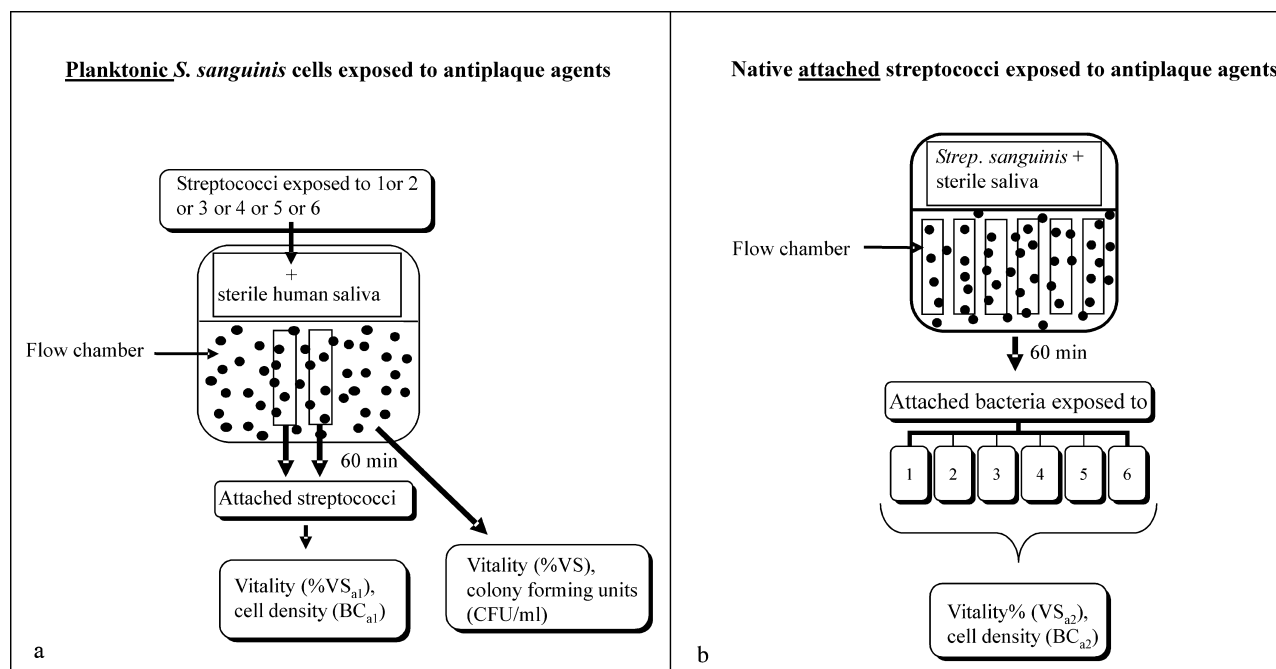 Planktonic S. sanguinis cells exposed to antiplaque agents
Streptococci exposed to 1or 2
or 3 or 4 or 5 or 6
+
sterile human saliva
Flow chamber
60 min
Attached streptococci
Vitality (%VSa1),
cell density (BCa1)
Vitality (%VS),
colony forming units
(CFU/ml)
a
Native attached streptococci exposed to antiplaque agents
Strep. sanguinis +
sterile saliva
Flow chamber
60 min
Attached bacteria exposed to
1 2 3 4 5 6
Vitality% (VSa2),
cell density (BCa2)
b